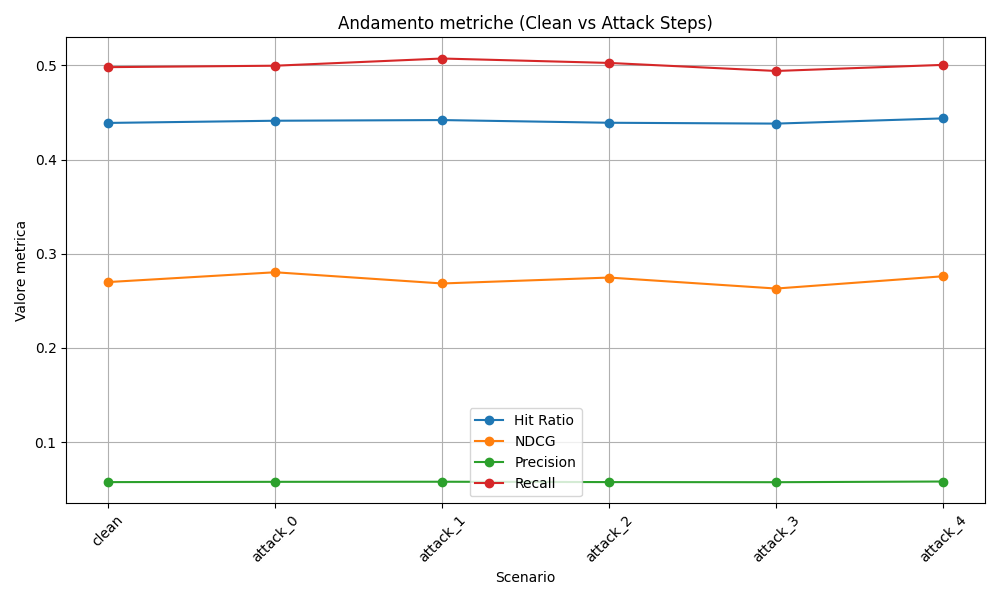 Andamento metriche (Clean vs Attack Steps)
Valore metrica
0.5
0.4
0.3
0.2
0.1
Hit Ratio
NDCG
Precision
Recall
clean
attack_0
attack_1
attack_2
attack_3
attack_4
Scenario